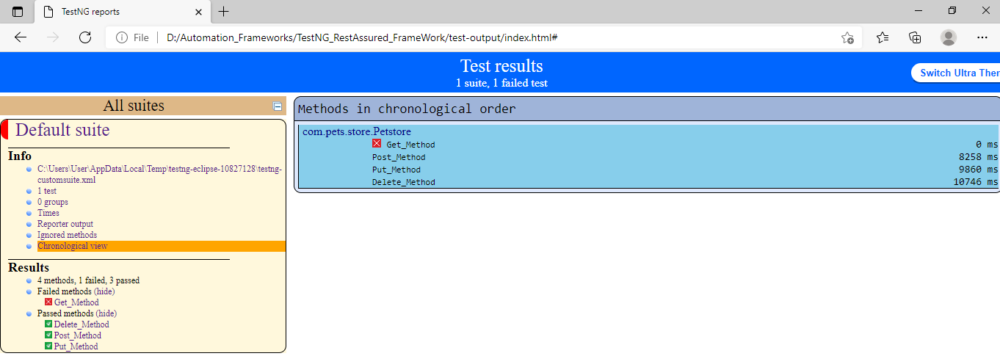 TestNG reports
File
D:/Automation_Frameworks/TestNG_RestAssured_FrameWork/test-output/index.html#
Test results
1 suite, 1 failed test
Switch Ultra Ther
All suites
Default suite
Info
C:\Users\User\AppData\Local\Temp\testng-eclipse-10827128\testng-
customsuite.xml
1 test
0 groups
Times
Reporter output
Ignored methods
Chronological view
Results
4 methods, 1 failed, 3 passed
Failed methods (hide)
Get_Method
Passed methods (hide)
Delete_Method
Post_Method
Put_Method
Methods in chronological order
com.pets.store.Petstore
Get_Method 0 ms
Post_Method 8258 ms
Put_Method 9860 ms
Delete_Method 10746 ms